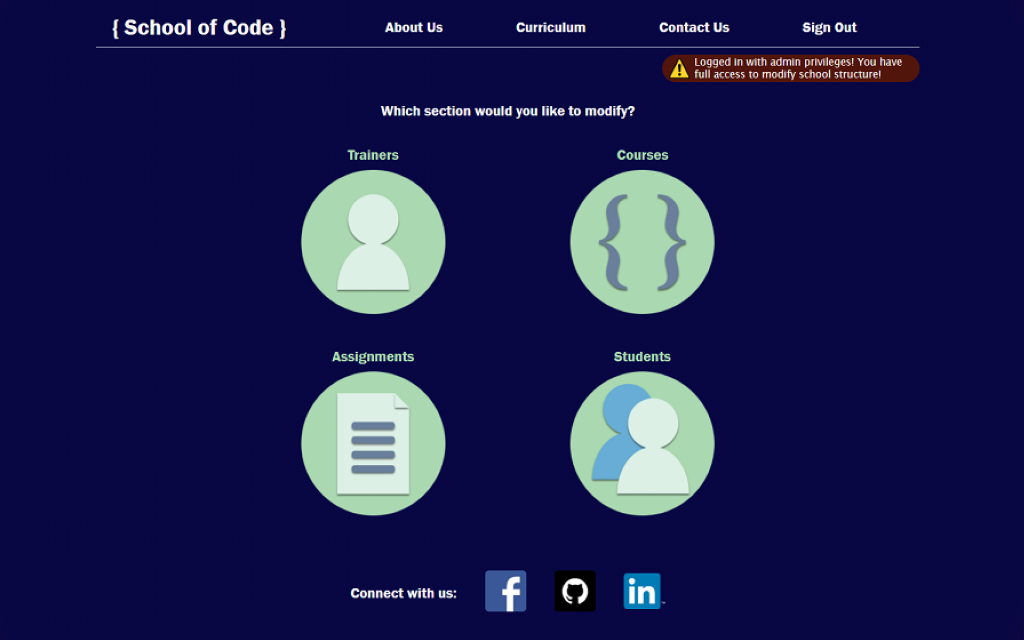 { School of Code }
About Us
Curriculum
Contact Us
Sign Out
Logged in with admin privileges! You have
full access to modify school structure!
Which section would you like to modify?
Trainers
Courses
{ }
Assignments
Students
Connect with us:
f
in